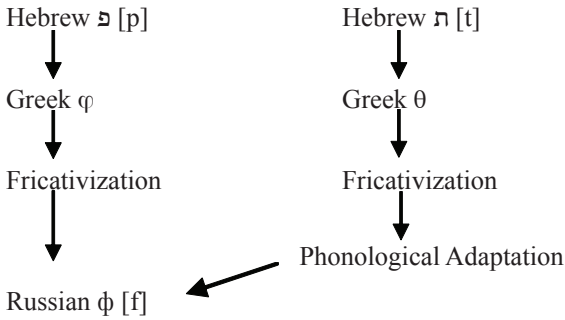 Hebrew פ [p]
Hebrew ת [t]
Greek φ
Greek θ
Fricativization
Fricativization
Phonological Adaptation
Russian ф [f]